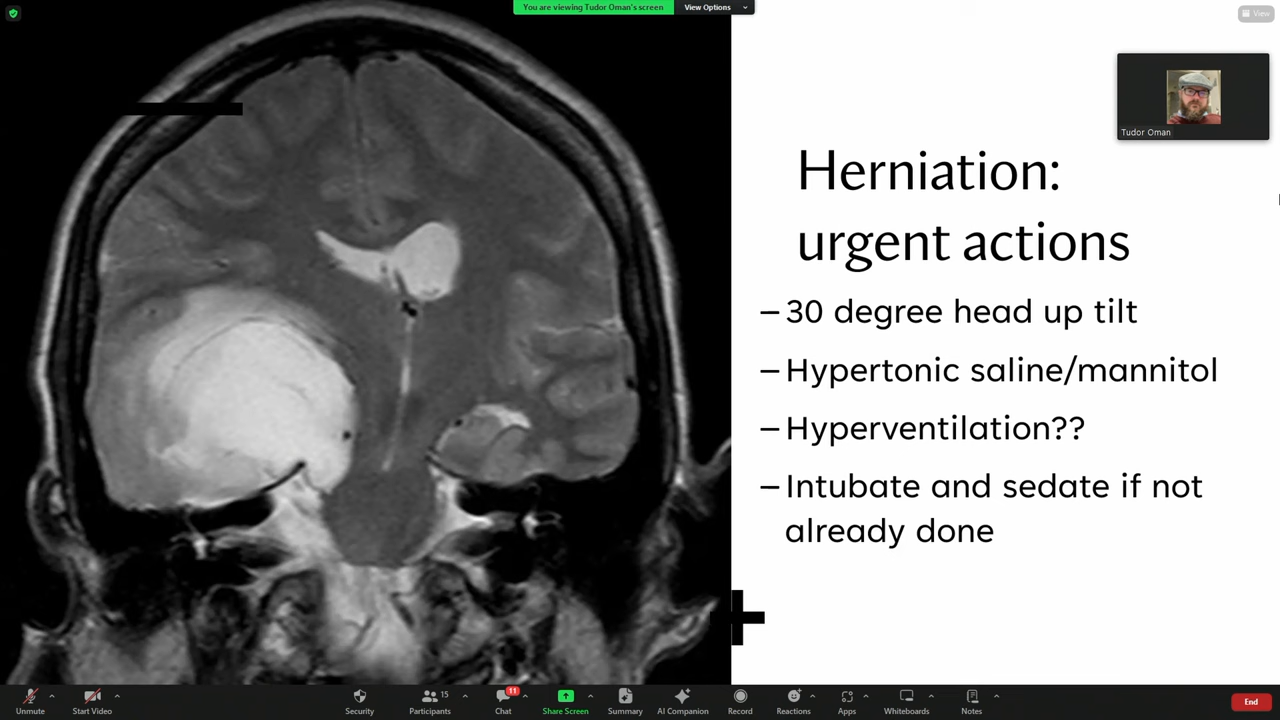 You are viewing Tudor Oman's screen
View Options
View
Tudor Oman
Herniation:
urgent actions
– 30 degree head up tilt
– Hypertonic saline/mannitol
– Hyperventilation??
– Intubate and sedate if not
already done
Unmute
Start Video
Security
Participants
15
Chat
11
Share Screen
Summary
AI Companion
Record
Reactions
Apps
Whiteboards
Notes
End